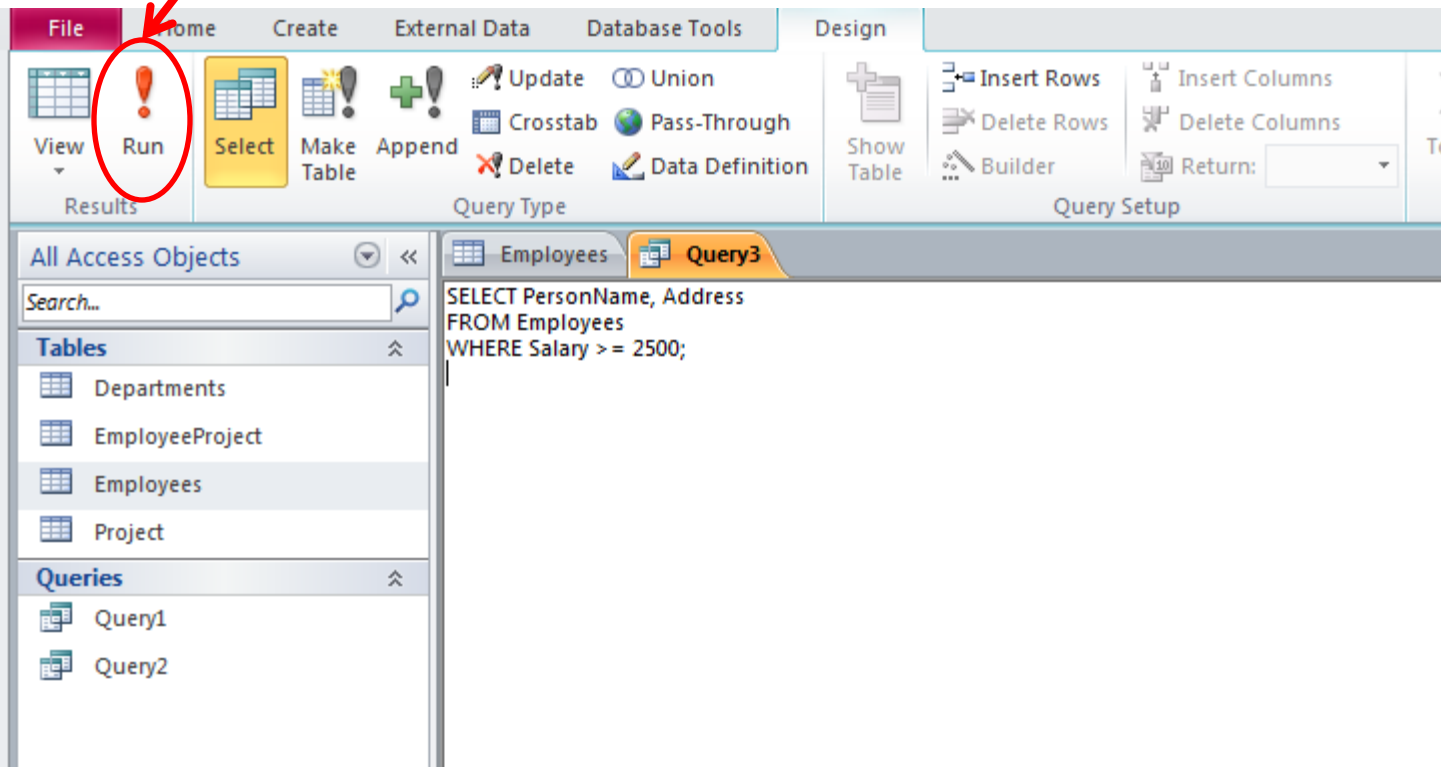 File Home Create External Data Database Tools Design
View Run Select Make Table Append Update Union
Crosstab Pass-Through
Delete Data Definition
Show Table Insert Rows Insert Columns
Delete Rows Delete Columns
Builder Return:
Results Query Type Query Setup
All Access Objects
Search...
Tables
Departments
EmployeeProject
Employees
Project
Queries
Query1
Query2
Employees Query3
SELECT PersonName, Address
FROM Employees
WHERE Salary >= 2500;